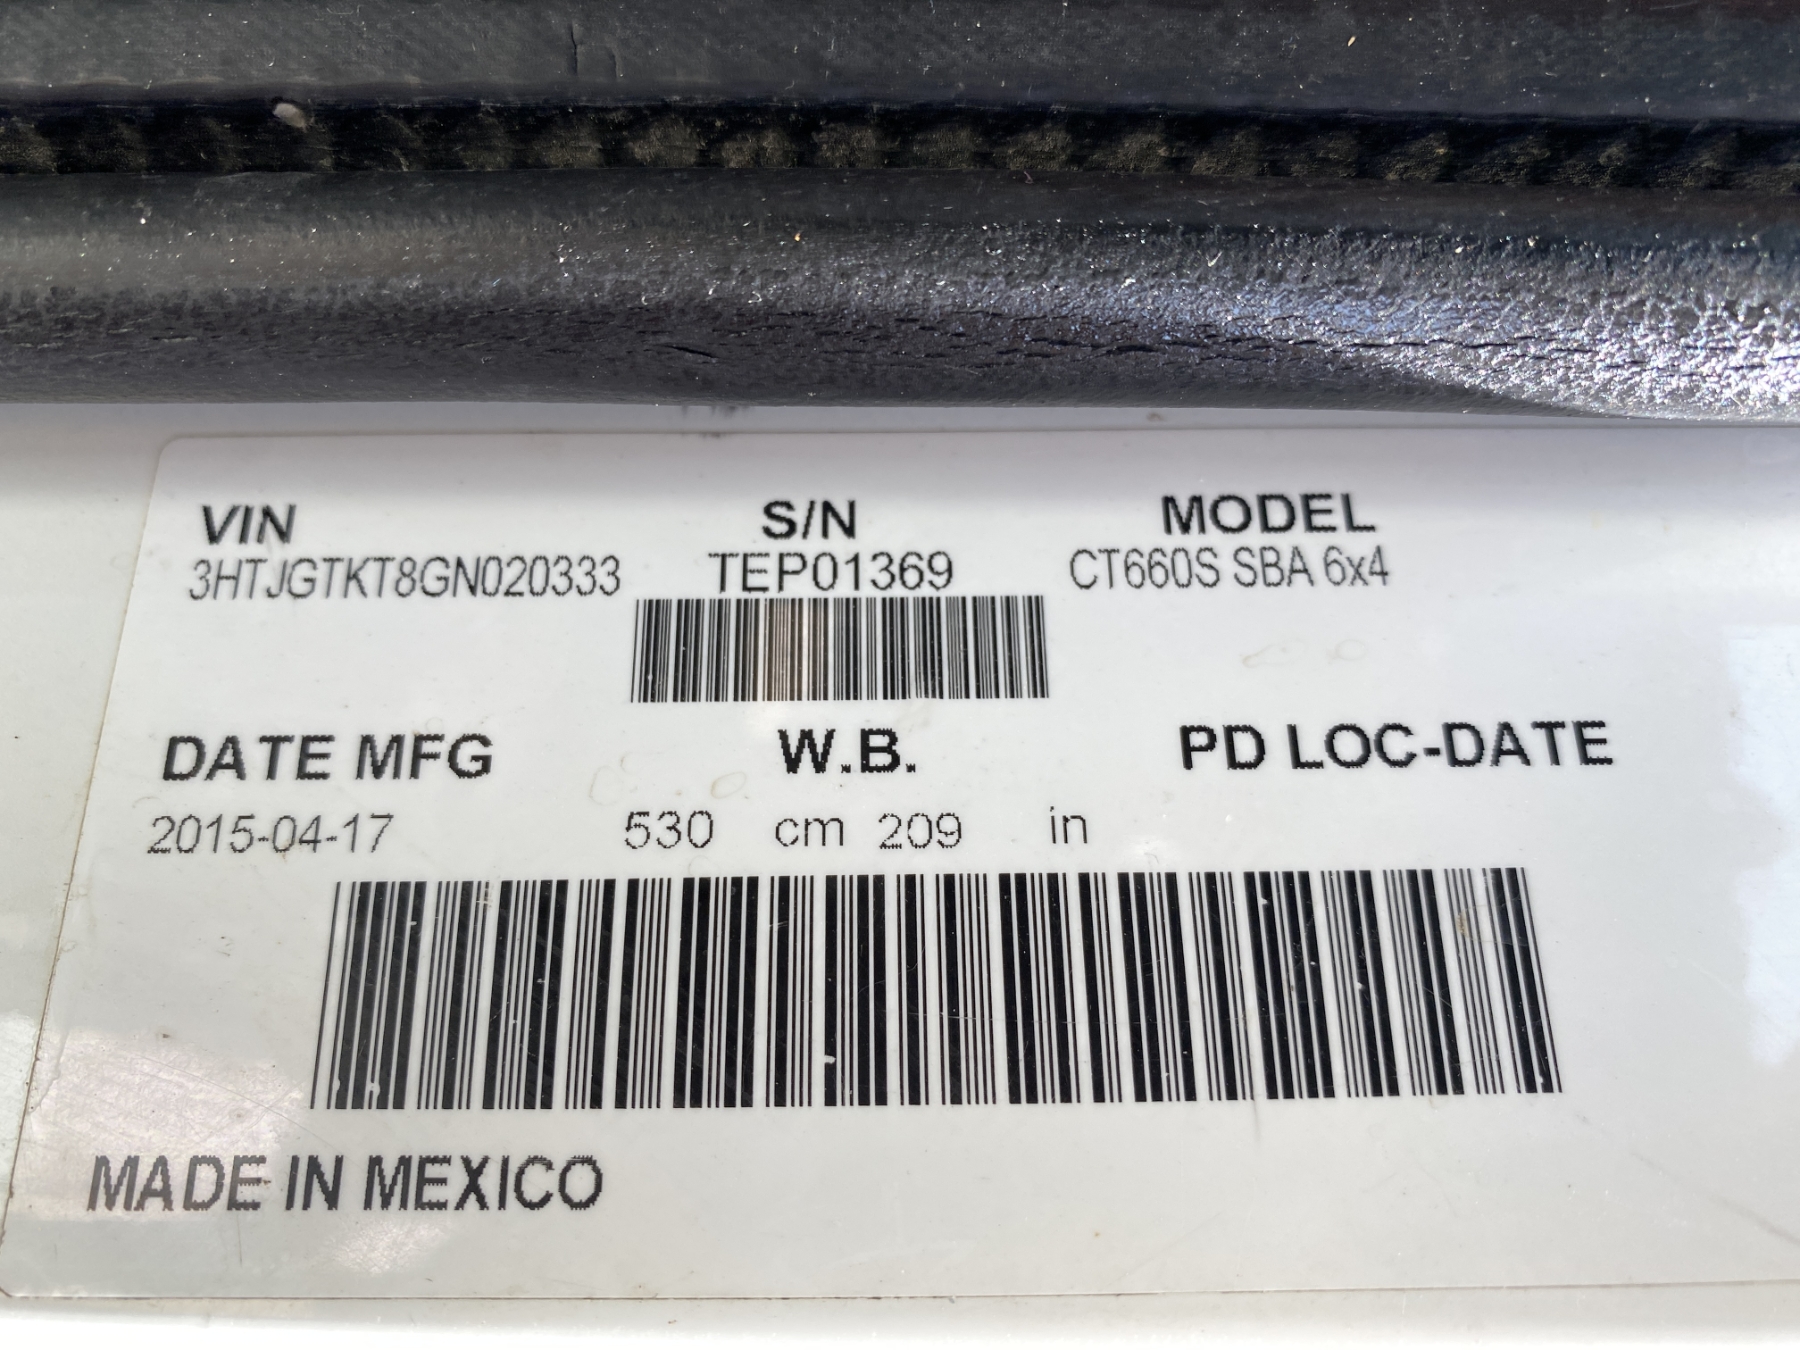 VIN S/N MODEL
3HTJGTKT8GN020333 TEP01369 CT660S SBA 6x4
DATE MFG W.B. PD LOC-DATE
2015-04-17 530 cm 209 in
MADE IN MEXICO